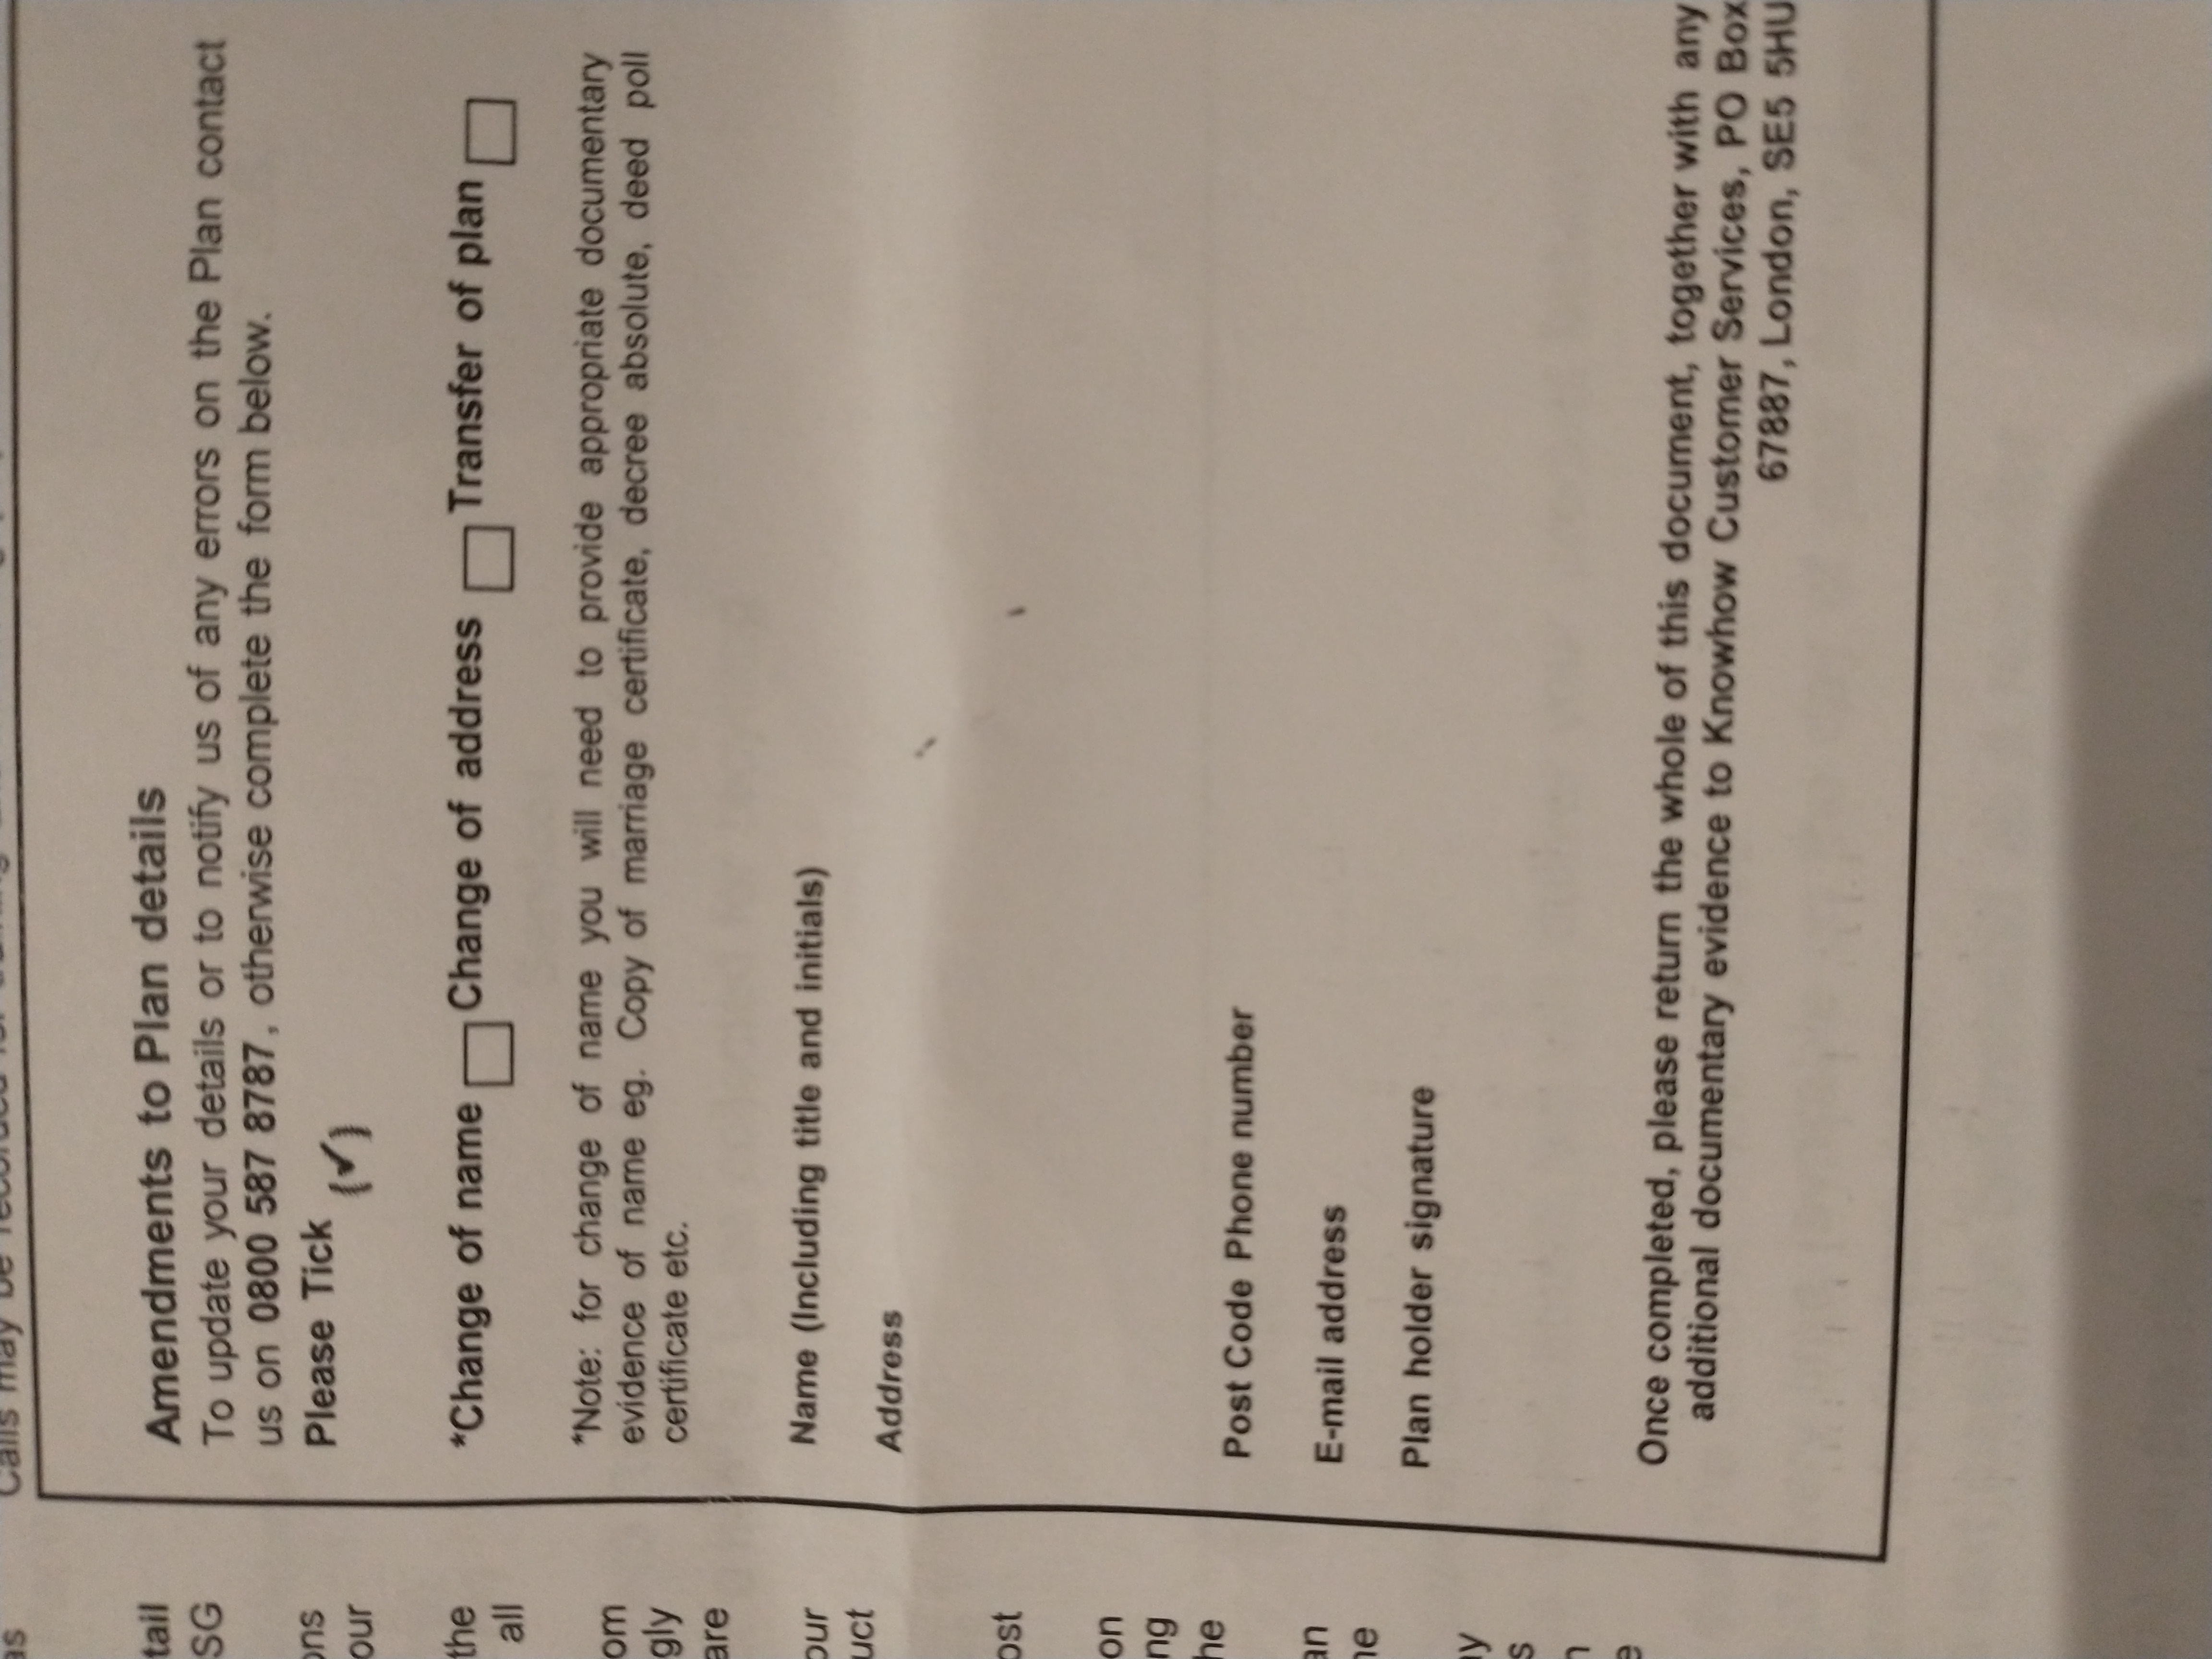 as
Calls may be recorded for training
tail
SG
ons
our
the
all
om
gly
are
our
uct
ost
on
ng
he
an
ne
ay
s
n
e
Amendments to Plan details
To update your details or to notify us of any errors on the Plan contact
us on 0800 587 8787, otherwise complete the form below.
Please Tick (✓)
*Change of name Change of address Transfer of plan
*Note: for change of name you will need to provide appropriate documentary
evidence of name eg. Copy of marriage certificate, decree absolute, deed poll
certificate etc.
Name (Including title and initials)
Address
Post Code Phone number
E-mail address
Plan holder signature
Once completed, please return the whole of this document, together with any
additional documentary evidence to Knowhow Customer Services, PO Box
67887, London, SE5 5HU